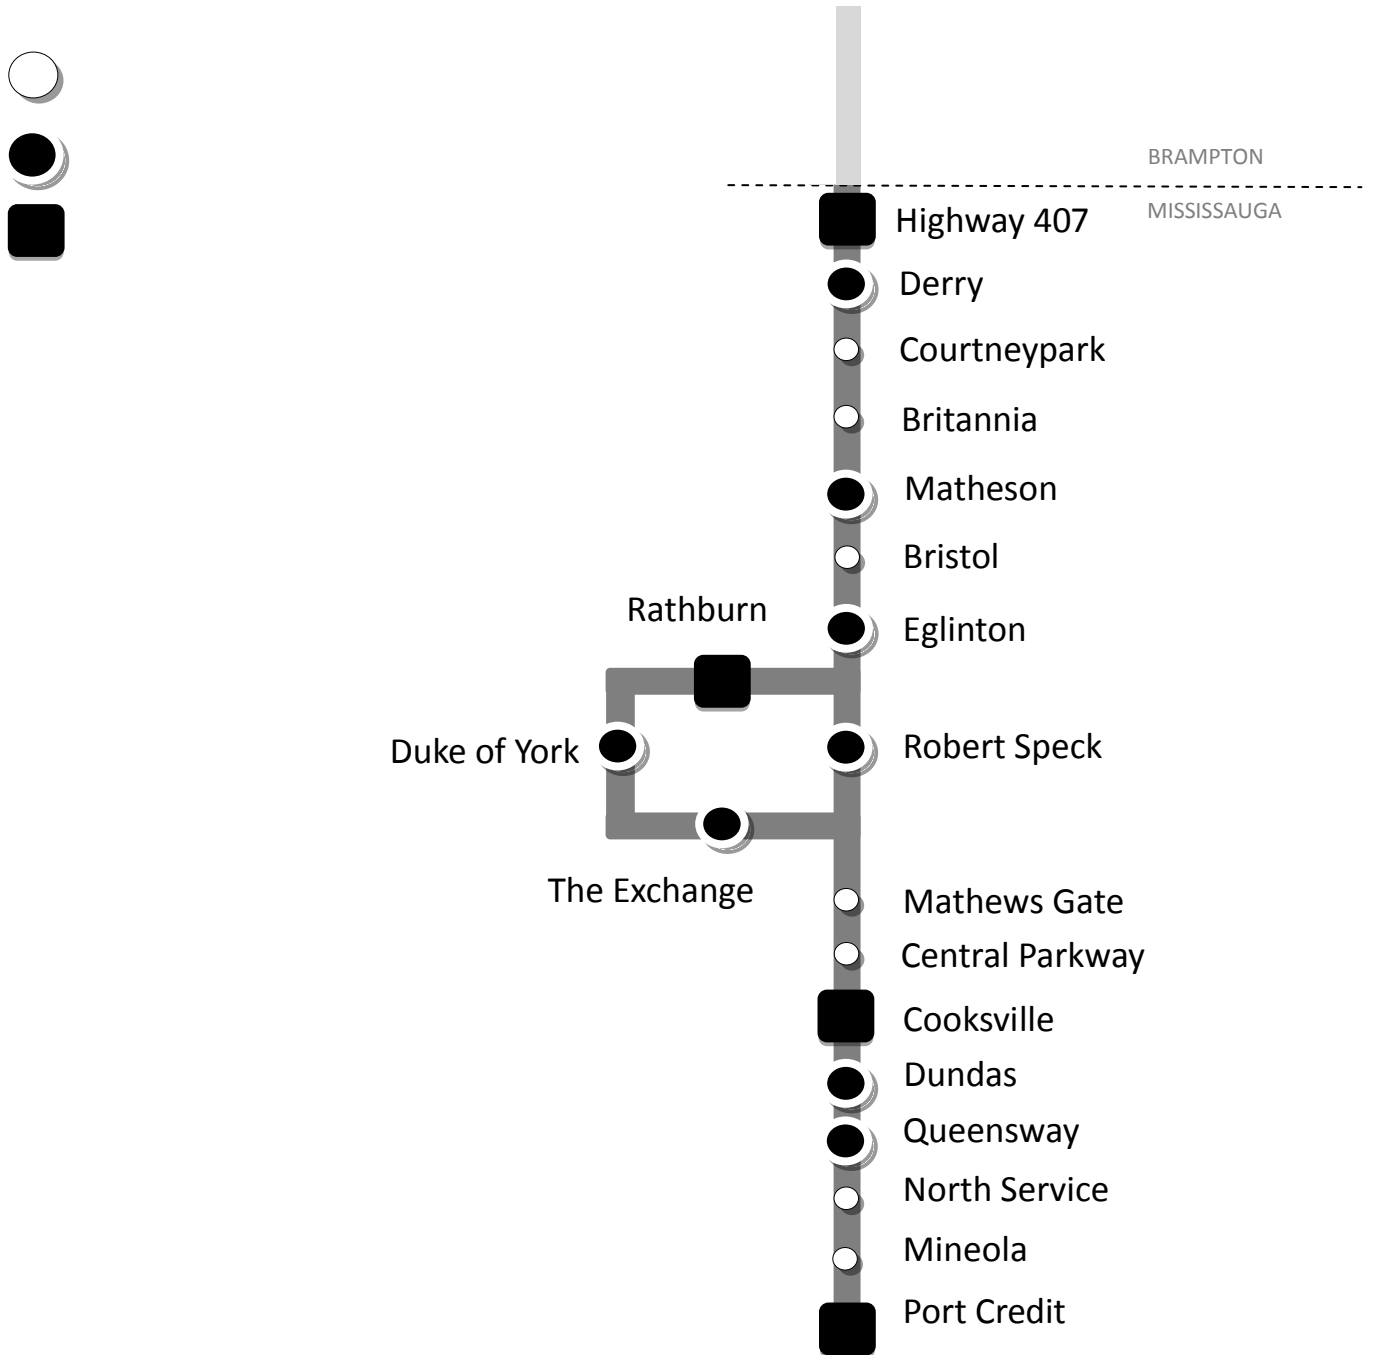 BRAMPTON
MISSISSAUGA
Highway 407
Derry
Courtneypark
Britannia
Matheson
Bristol
Rathburn
Eglinton
Duke of York
Robert Speck
The Exchange
Mathews Gate
Central Parkway
Cooksville
Dundas
Queensway
North Service
Mineola
Port Credit